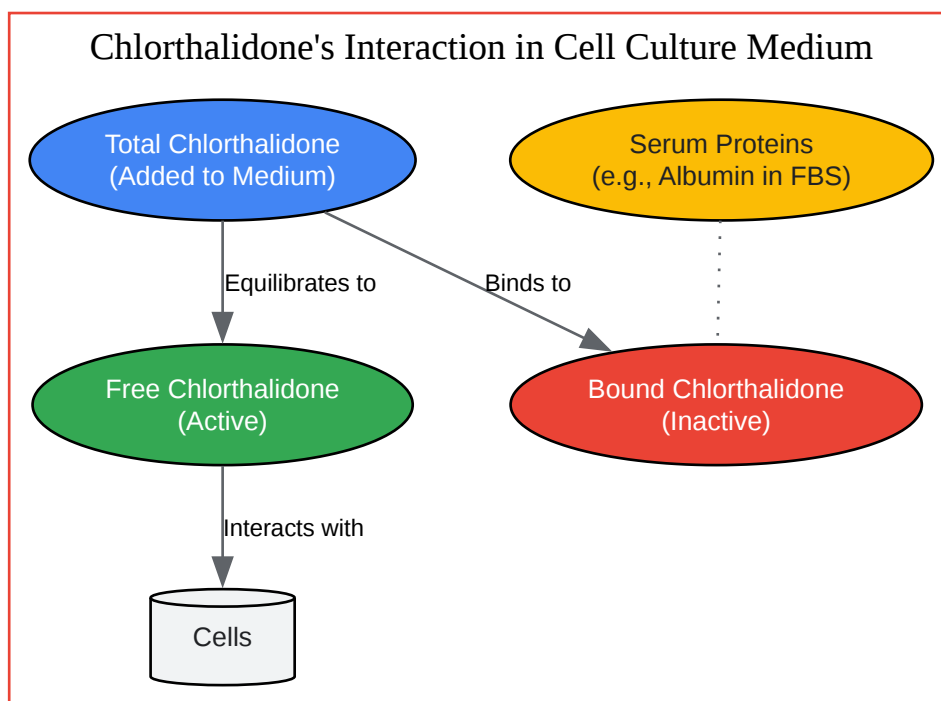 Chlorthalidone's Interaction in Cell Culture Medium
Total Chlorthalidone
(Added to Medium)
Serum Proteins
(e.g., Albumin in FBS)
Equilibrates to
Binds to
Free Chlorthalidone
(Active)
Bound Chlorthalidone
(Inactive)
Interacts with
Cells